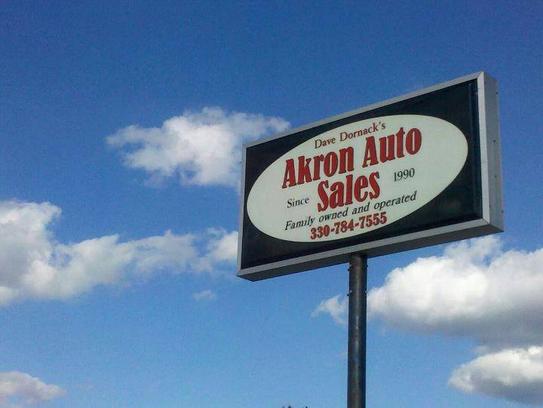 Dave Dornack's
Akron Auto
Sales
Since 1990
Family owned and operated
330-784-7555